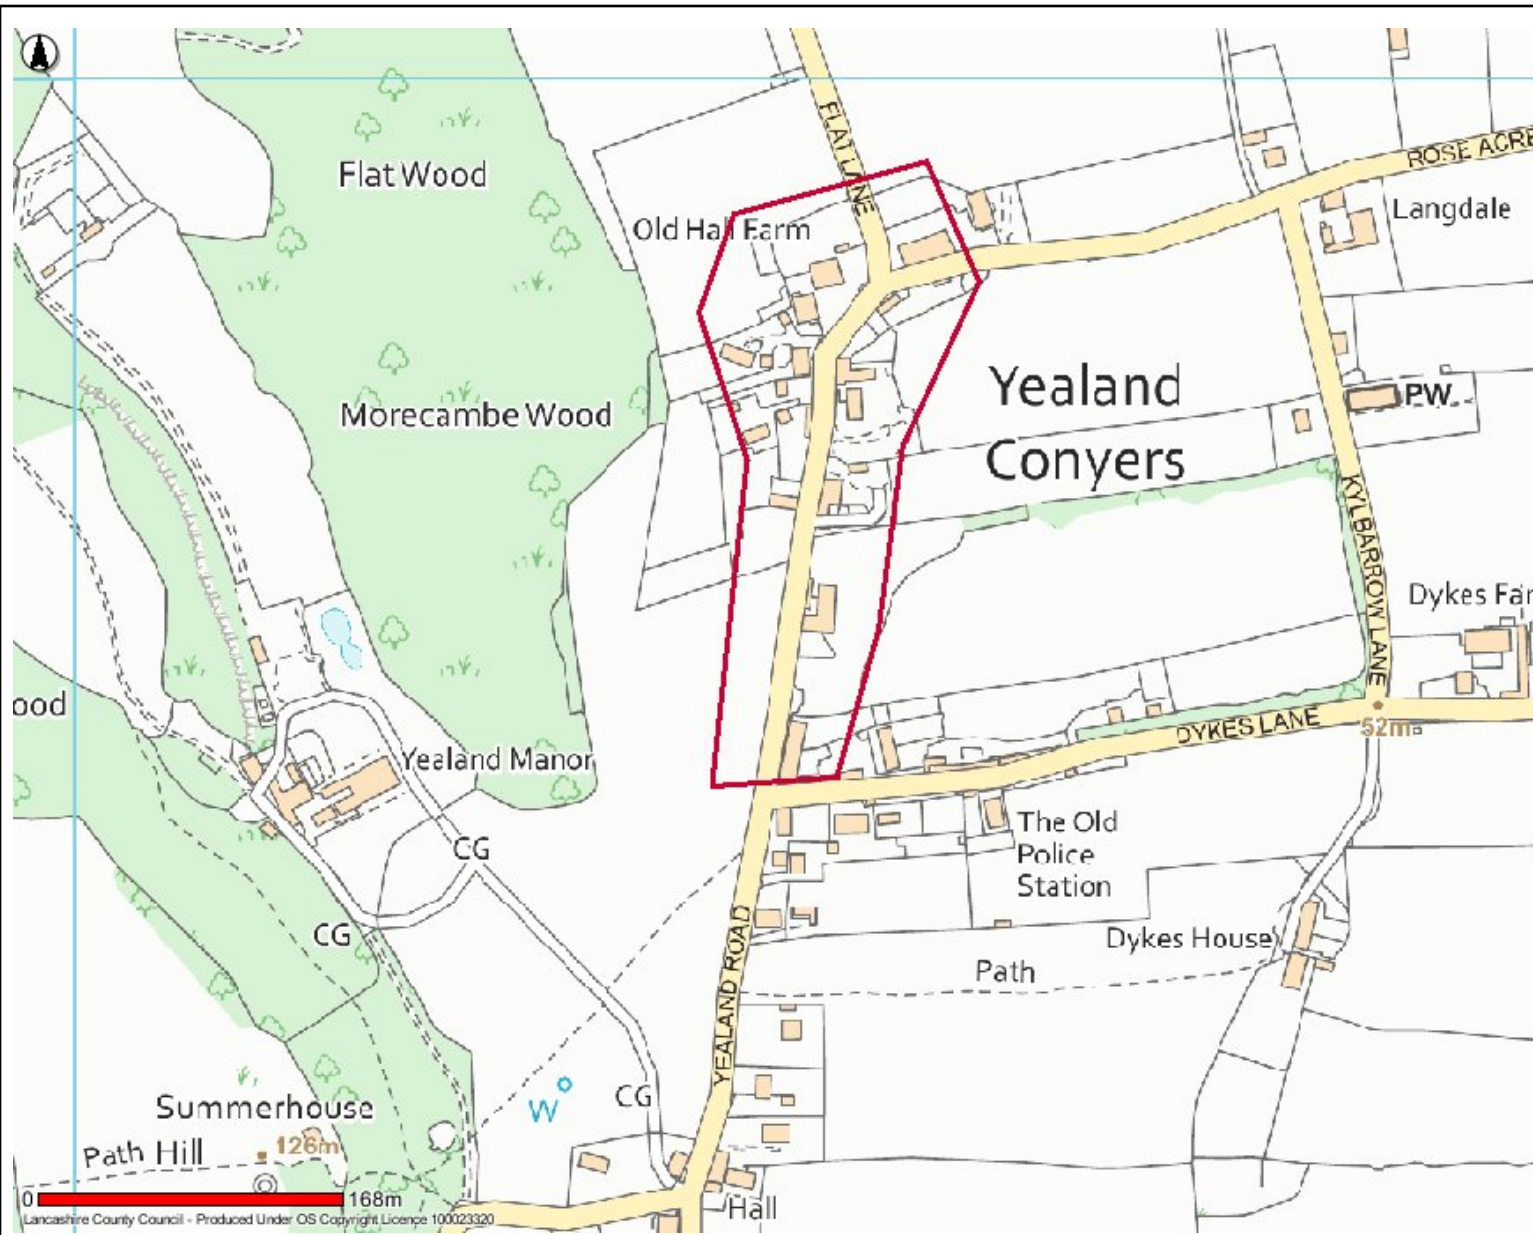 FLAT LANE
ROSE ACRE
Flat Wood
Old Hall Farm
Langdale
Yealand
Conyers
PW
Morecambe Wood
KYLBARROW LANE
Dykes Far
ood
Yealand Manor
DYKES LANE
52m
The Old
Police
Station
CG
CG
Dykes House
Path
YEALAND ROAD
CG
W
Summerhouse
126m
Path Hill
0
168m
Hall
Lancashire County Council - Produced Under OS Copyright Licence 100023320